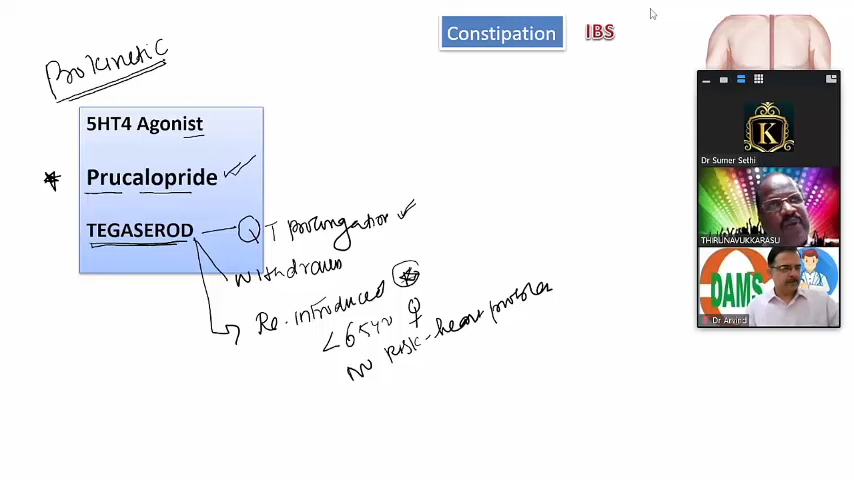 Constipation IBS
Prokinetic
5HT4 Agonist
Prucalopride
TEGASEROD
QT prolongation
withdrawn
Re-introduced
<65yr ♀
no risk-heart problem
K
Dr Sumer Sethi
THIRUNAVUKKARASU
DAMS
Dr Arvind